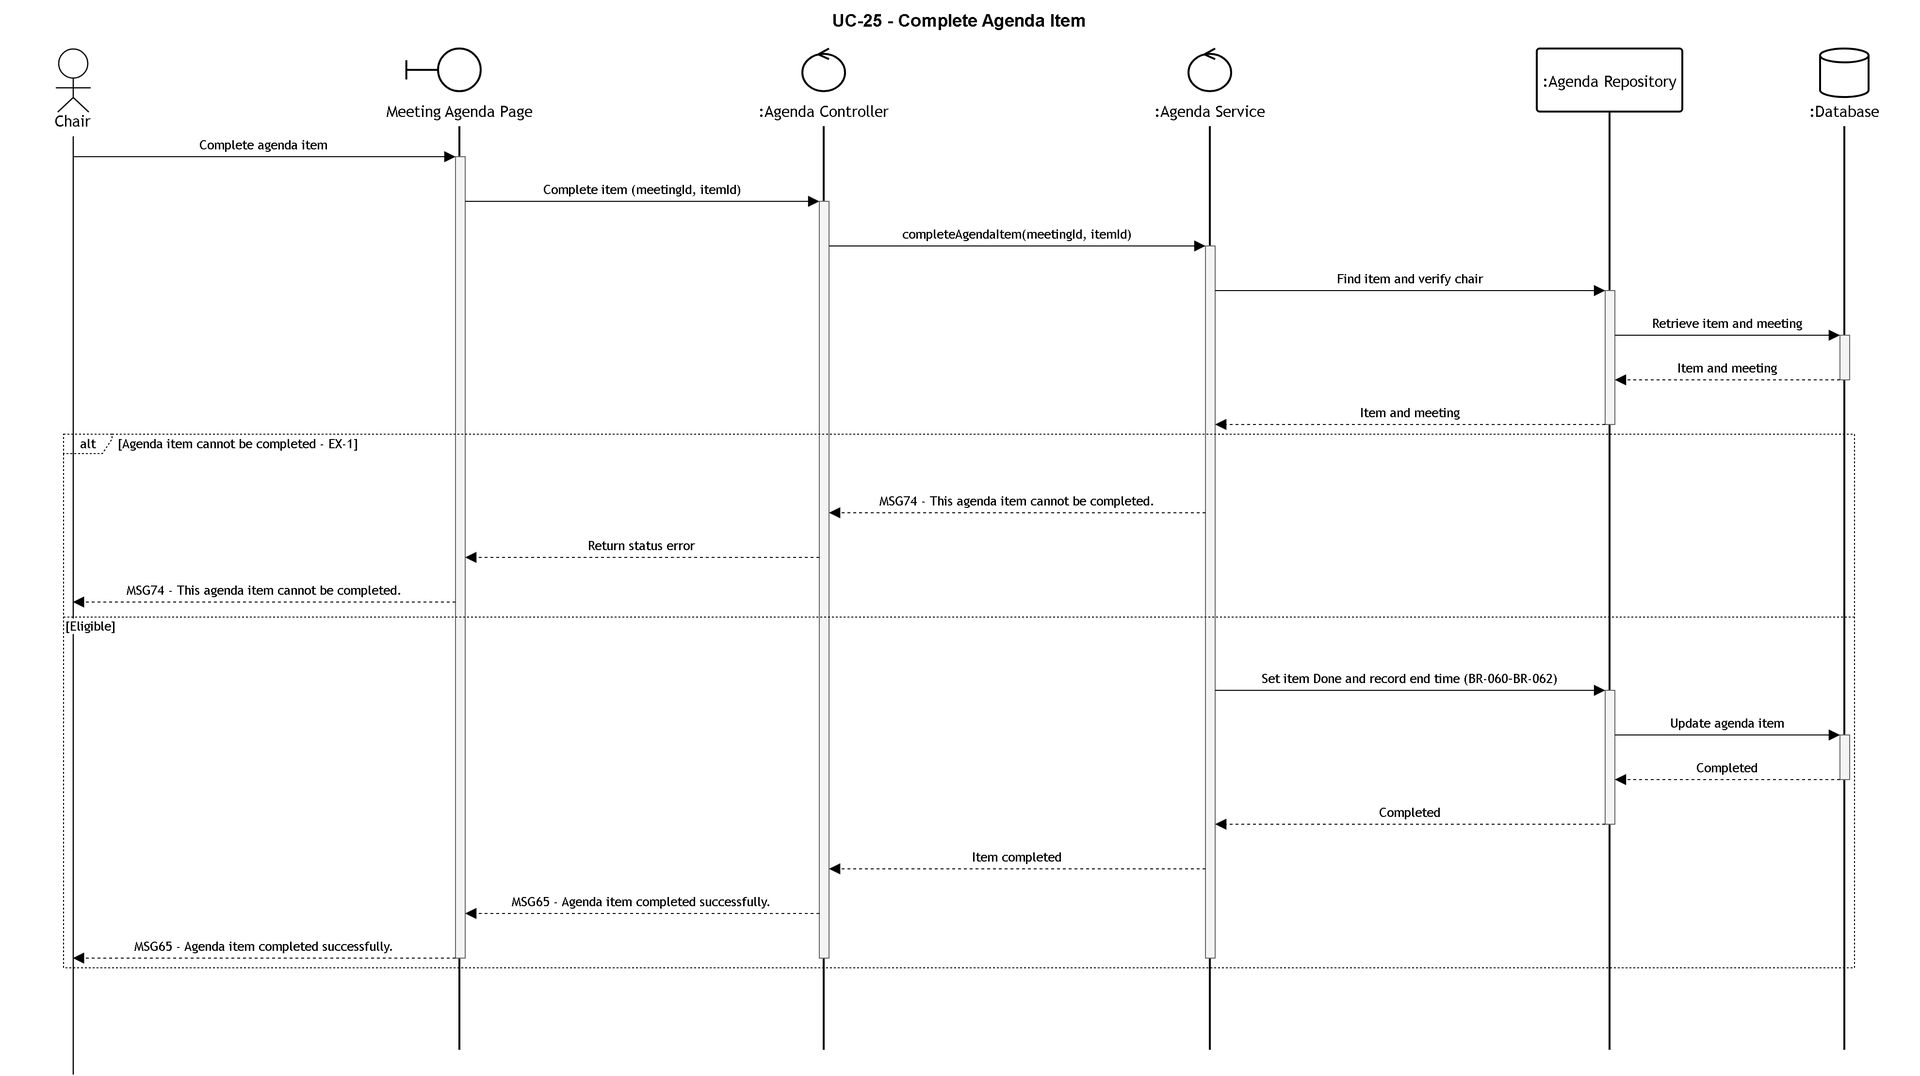 UC-25 - Complete Agenda Item
Chair
Meeting Agenda Page
:Agenda Controller
:Agenda Service
:Agenda Repository
:Database
Complete agenda item
Complete item (meetingId, itemId)
completeAgendaItem(meetingId, itemId)
Find item and verify chair
Retrieve item and meeting
Item and meeting
Item and meeting
alt
[Agenda item cannot be completed - EX-1]
MSG74 - This agenda item cannot be completed.
Return status error
MSG74 - This agenda item cannot be completed.
[Eligible]
Set item Done and record end time (BR-060-BR-062)
Update agenda item
Completed
Completed
Item completed
MSG65 - Agenda item completed successfully.
MSG65 - Agenda item completed successfully.